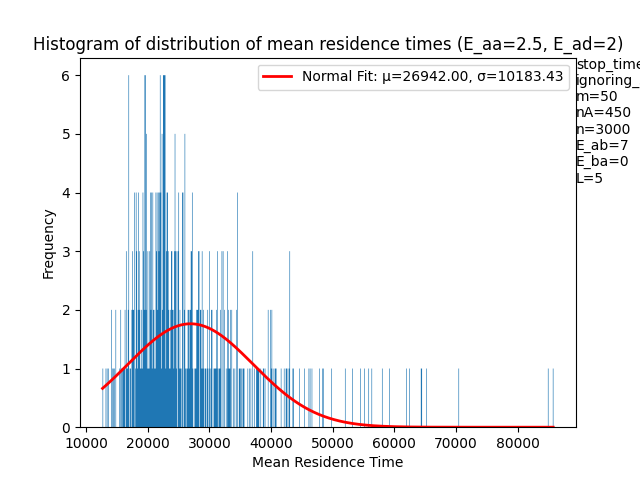 Histogram of distribution of mean residence times (E_aa=2.5, E_ad=2)
Normal Fit: μ=26942.00, σ=10183.43
stop_time
ignoring_
m=50
nA=450
n=3000
E_ab=7
E_ba=0
L=5
Frequency
6
5
4
3
2
1
0
10000 20000 30000 40000 50000 60000 70000 80000
Mean Residence Time